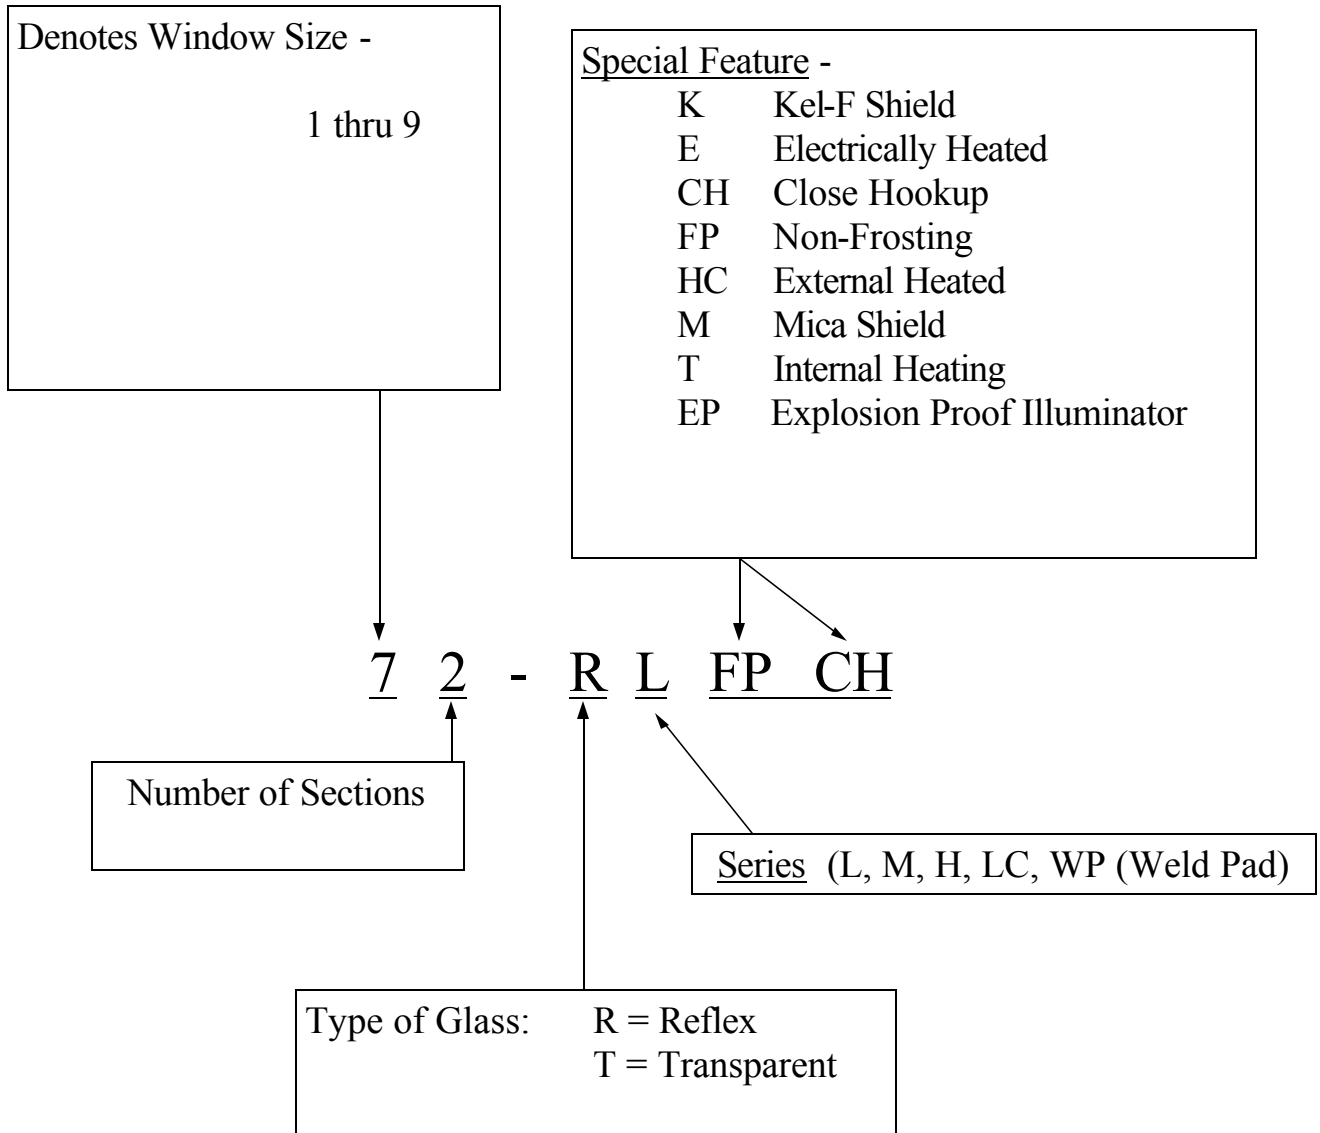 Denotes Window Size -
1 thru 9
Special Feature -
K Kel-F Shield
E Electrically Heated
CH Close Hookup
FP Non-Frosting
HC External Heated
M Mica Shield
T Internal Heating
EP Explosion Proof Illuminator
7 2 - R L FP CH
Number of Sections
Series (L, M, H, LC, WP (Weld Pad)
Type of Glass: R = Reflex
T = Transparent